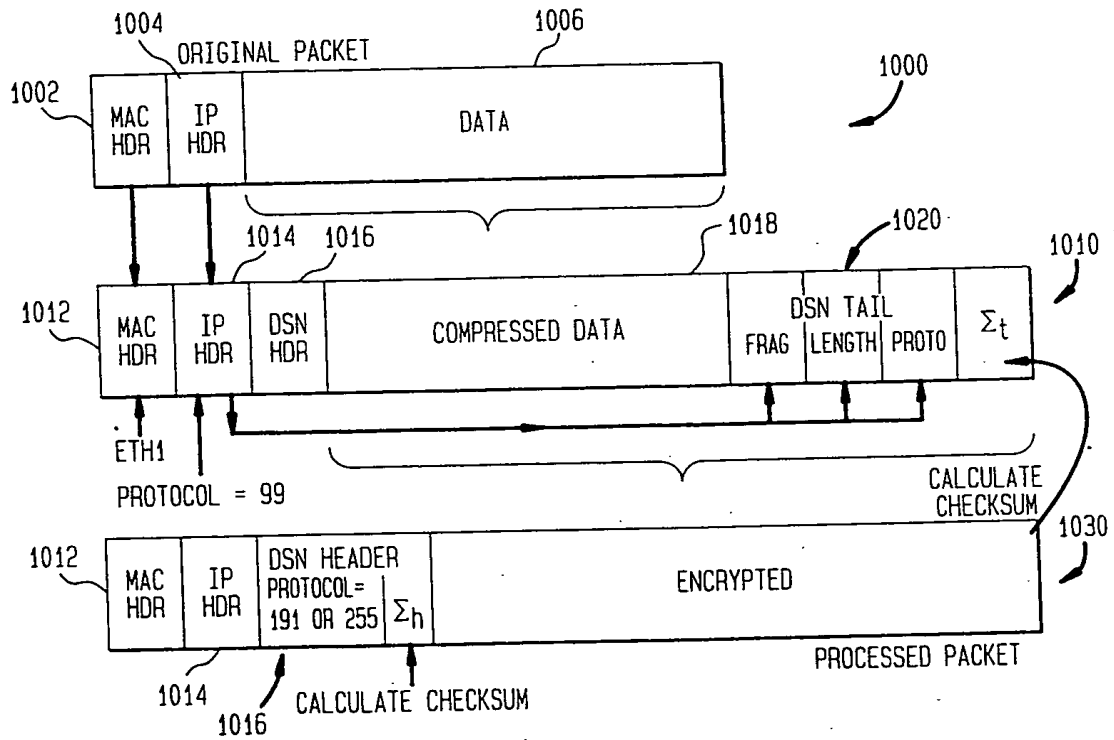 1004
ORIGINAL PACKET
1006
1002
1000
MAC
HDR
IP
HDR
DATA
1014
1016
1018
1020
1010
1012
MAC
HDR
IP
HDR
DSN
HDR
COMPRESSED DATA
DSN TAIL
FRAG
LENGTH
PROTO
Σt
ETH1
PROTOCOL = 99
CALCULATE
CHECKSUM
1030
1012
MAC
HDR
IP
HDR
DSN HEADER
PROTOCOL=
191 OR 255
Σh
ENCRYPTED
PROCESSED PACKET
1014
1016
CALCULATE CHECKSUM